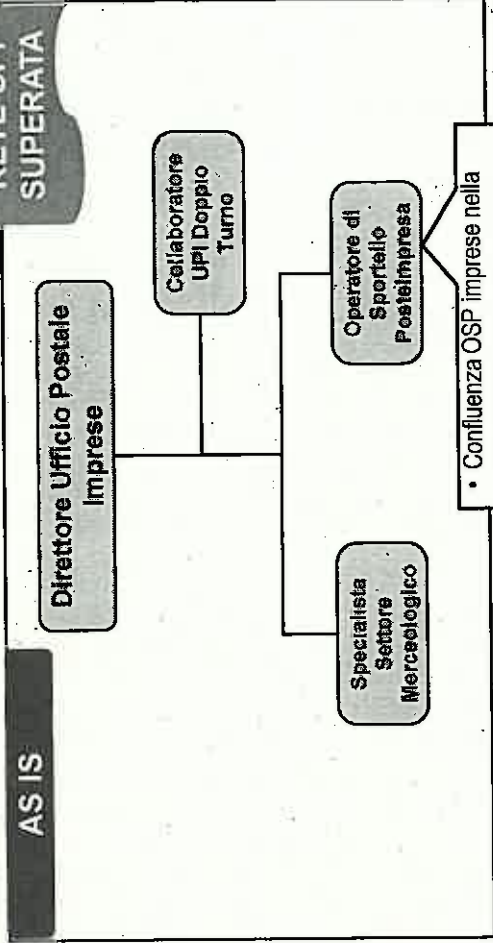 AS IS
SUPERATA
Direttore Ufficio Postale
Imprese
Collaboratore
UPI Doppio
Turno
Specialista
Settore
Merceologico
Operatore di
Sportello
PosteImpresa
• Confluenza OSP imprese nella